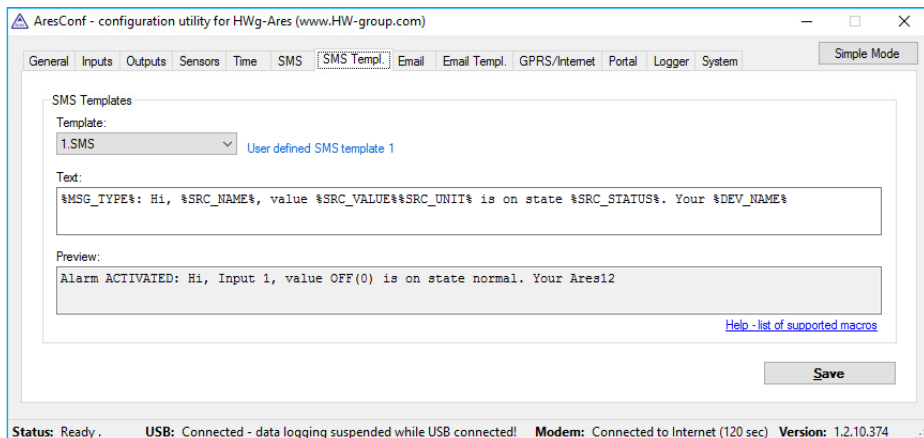 AresConf - configuration utility for HWg-Ares (www.HW-group.com)
General Inputs Outputs Sensors Time SMS SMS Templ. Email Email Templ. GPRS/Internet Portal Logger System Simple Mode
SMS Templates
Template:
1.SMS User defined SMS template 1
Text:
%MSG_TYPE%: Hi, %SRC_NAME%, value %SRC_VALUE%%SRC_UNIT% is on state %SRC_STATUS%. Your %DEV_NAME%
Preview:
Alarm ACTIVATED: Hi, Input 1, value OFF(0) is on state normal. Your Ares12
Help - list of supported macros
Save
Status: Ready . USB: Connected - data logging suspended while USB connected! Modem: Connected to Internet (120 sec) Version: 1.2.10.374